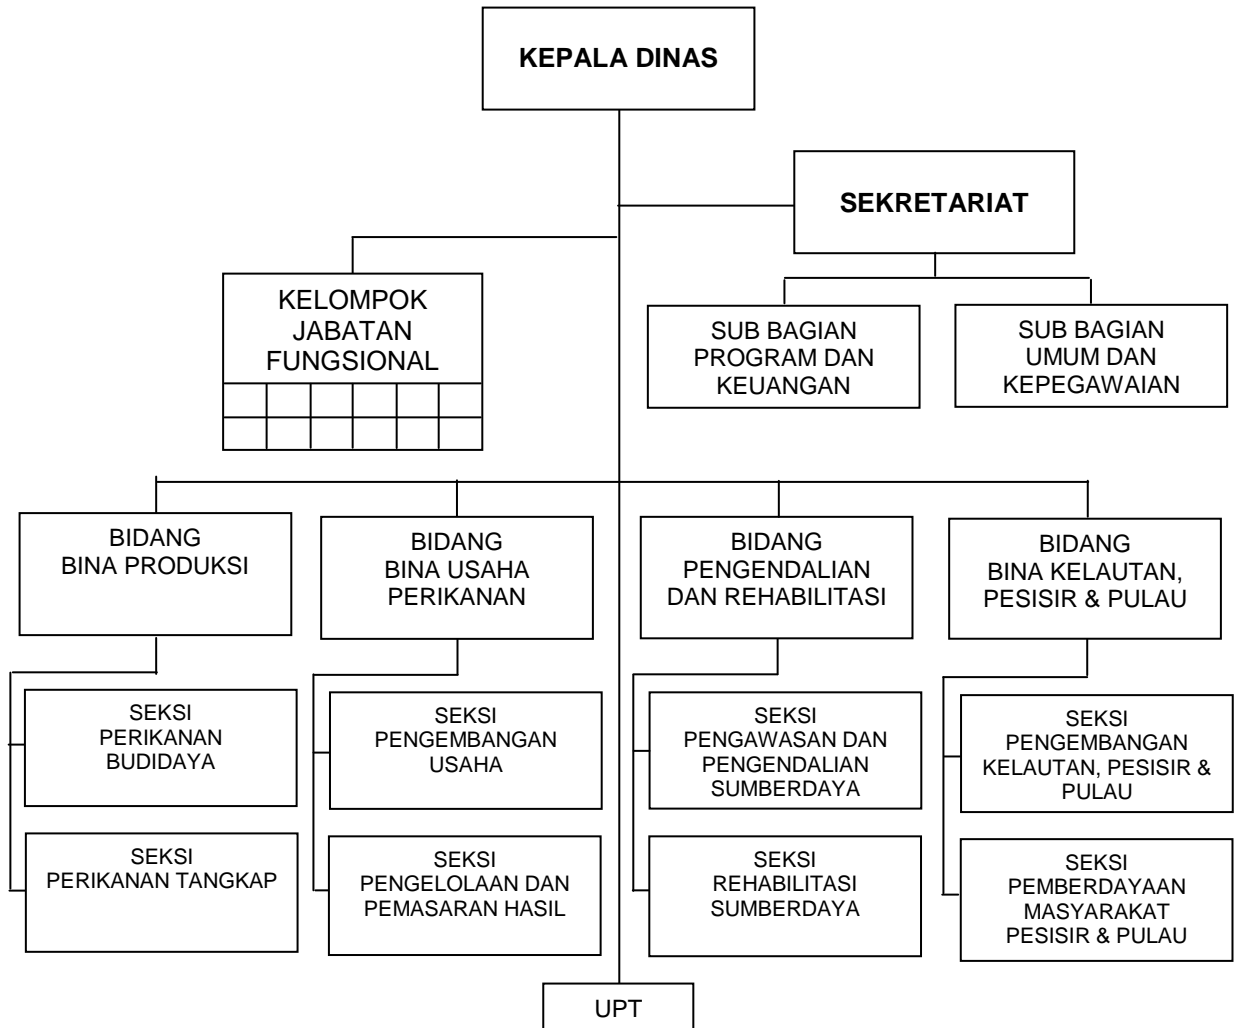 KEPALA DINAS
SEKRETARIAT
KELOMPOK
JABATAN
FUNGSIONAL
SUB BAGIAN
PROGRAM DAN
KEUANGAN
SUB BAGIAN
UMUM DAN
KEPEGAWAIAN
BIDANG
BINA PRODUKSI
BIDANG
BINA USAHA
PERIKANAN
BIDANG
PENGENDALIAN
DAN REHABILITASI
BIDANG
BINA KELAUTAN,
PESISIR & PULAU
SEKSI
PERIKANAN
BUDIDAYA
SEKSI
PENGEMBANGAN
USAHA
SEKSI
PENGAWASAN DAN
PENGENDALIAN
SUMBERDAYA
SEKSI
PENGEMBANGAN
KELAUTAN, PESISIR &
PULAU
SEKSI
PERIKANAN TANGKAP
SEKSI
PENGELOLAAN DAN
PEMASARAN HASIL
SEKSI
REHABILITASI
SUMBERDAYA
SEKSI
PEMBERDAYAAN
MASYARAKAT
PESISIR & PULAU
UPT